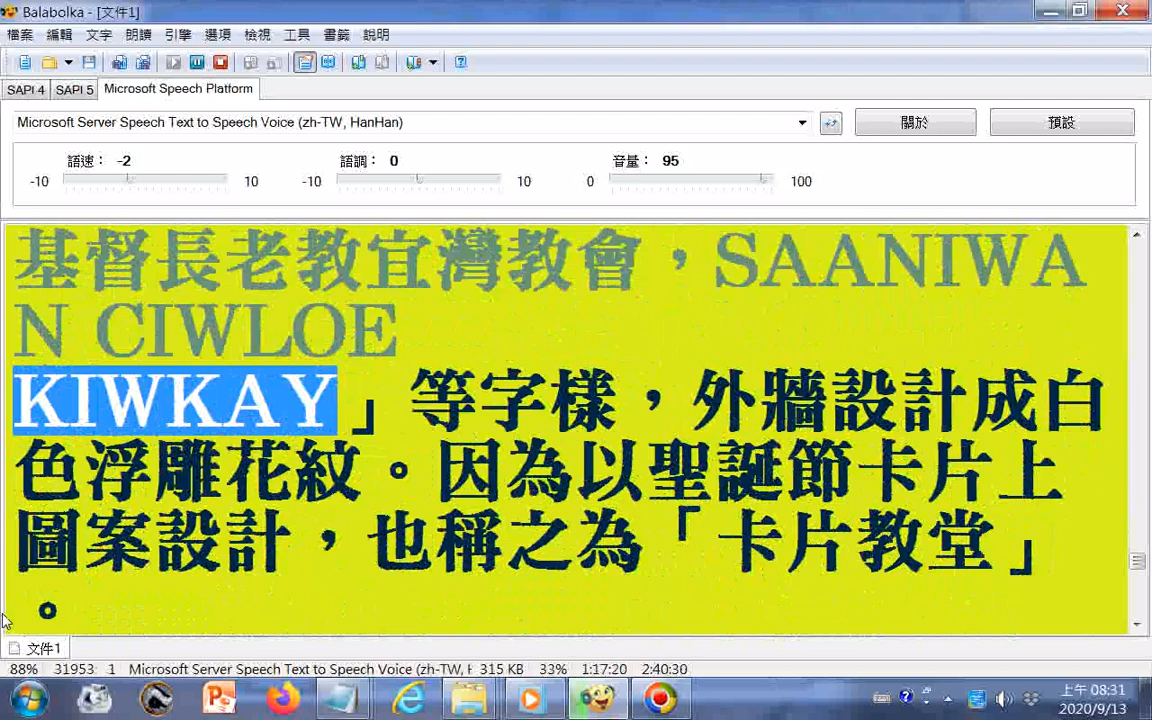 Balabolka - [文件1]
檔案 編輯 文字 朗讀 引擎 選項 檢視 工具 書籤 說明
SAPI 4 SAPI 5 Microsoft Speech Platform
Microsoft Server Speech Text to Speech Voice (zh-TW, HanHan) 關於 預設
語速： -2 語調： 0 音量： 95
-10 10 -10 10 0 100
基督長老教宜灣教會，SAANIWA
N CIWLOE
KIWKAY」等字樣，外牆設計成白
色浮雕花紋。因為以聖誕節卡片上
圖案設計，也稱之為「卡片教堂」
。
文件1
88% 31953 1 Microsoft Server Speech Text to Speech Voice (zh-TW, 315 KB 33% 1:17:20 2:40:30
上午 08:31
2020/9/13